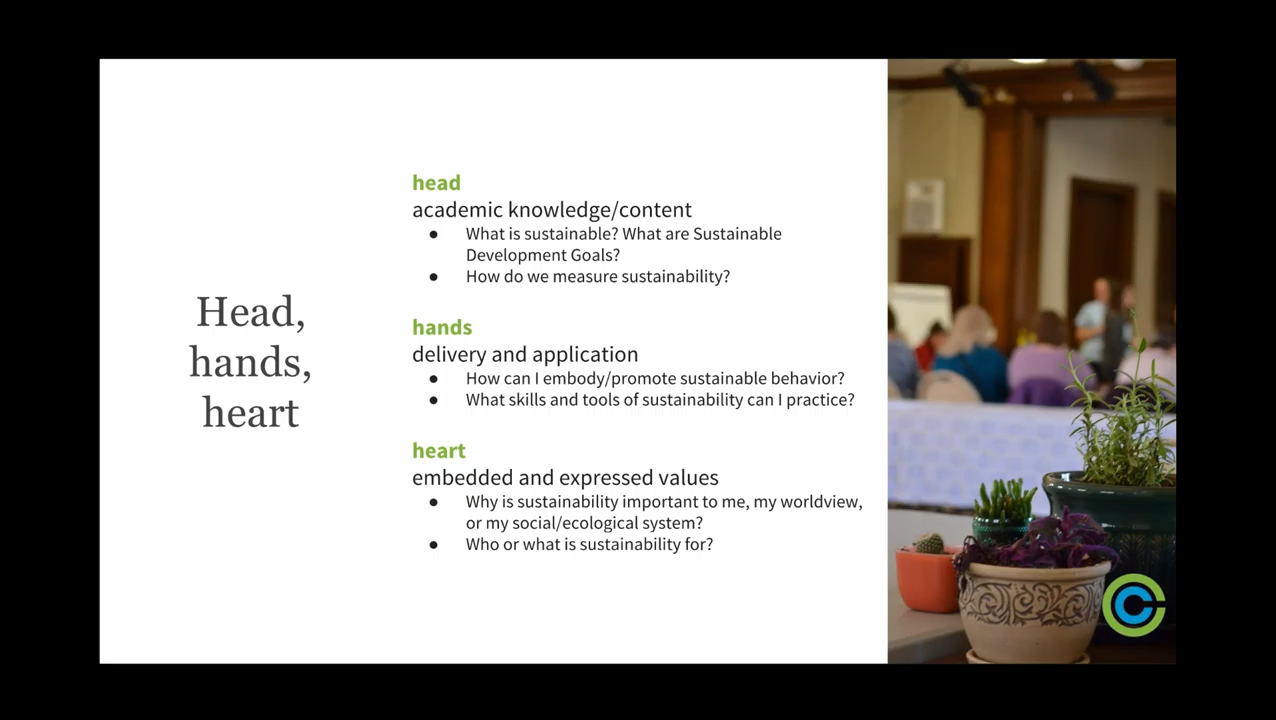 Head,
hands,
heart
head
academic knowledge/content
● What is sustainable? What are Sustainable
Development Goals?
● How do we measure sustainability?
hands
delivery and application
● How can I embody/promote sustainable behavior?
● What skills and tools of sustainability can I practice?
heart
embedded and expressed values
● Why is sustainability important to me, my worldview,
or my social/ecological system?
● Who or what is sustainability for?